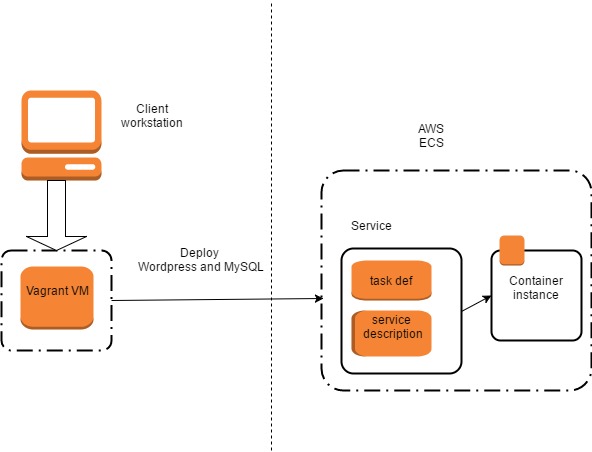 Client
workstation
AWS
ECS
Service
Deploy
Wordpress and MySQL
Vagrant VM
task def
service
description
Container
instance